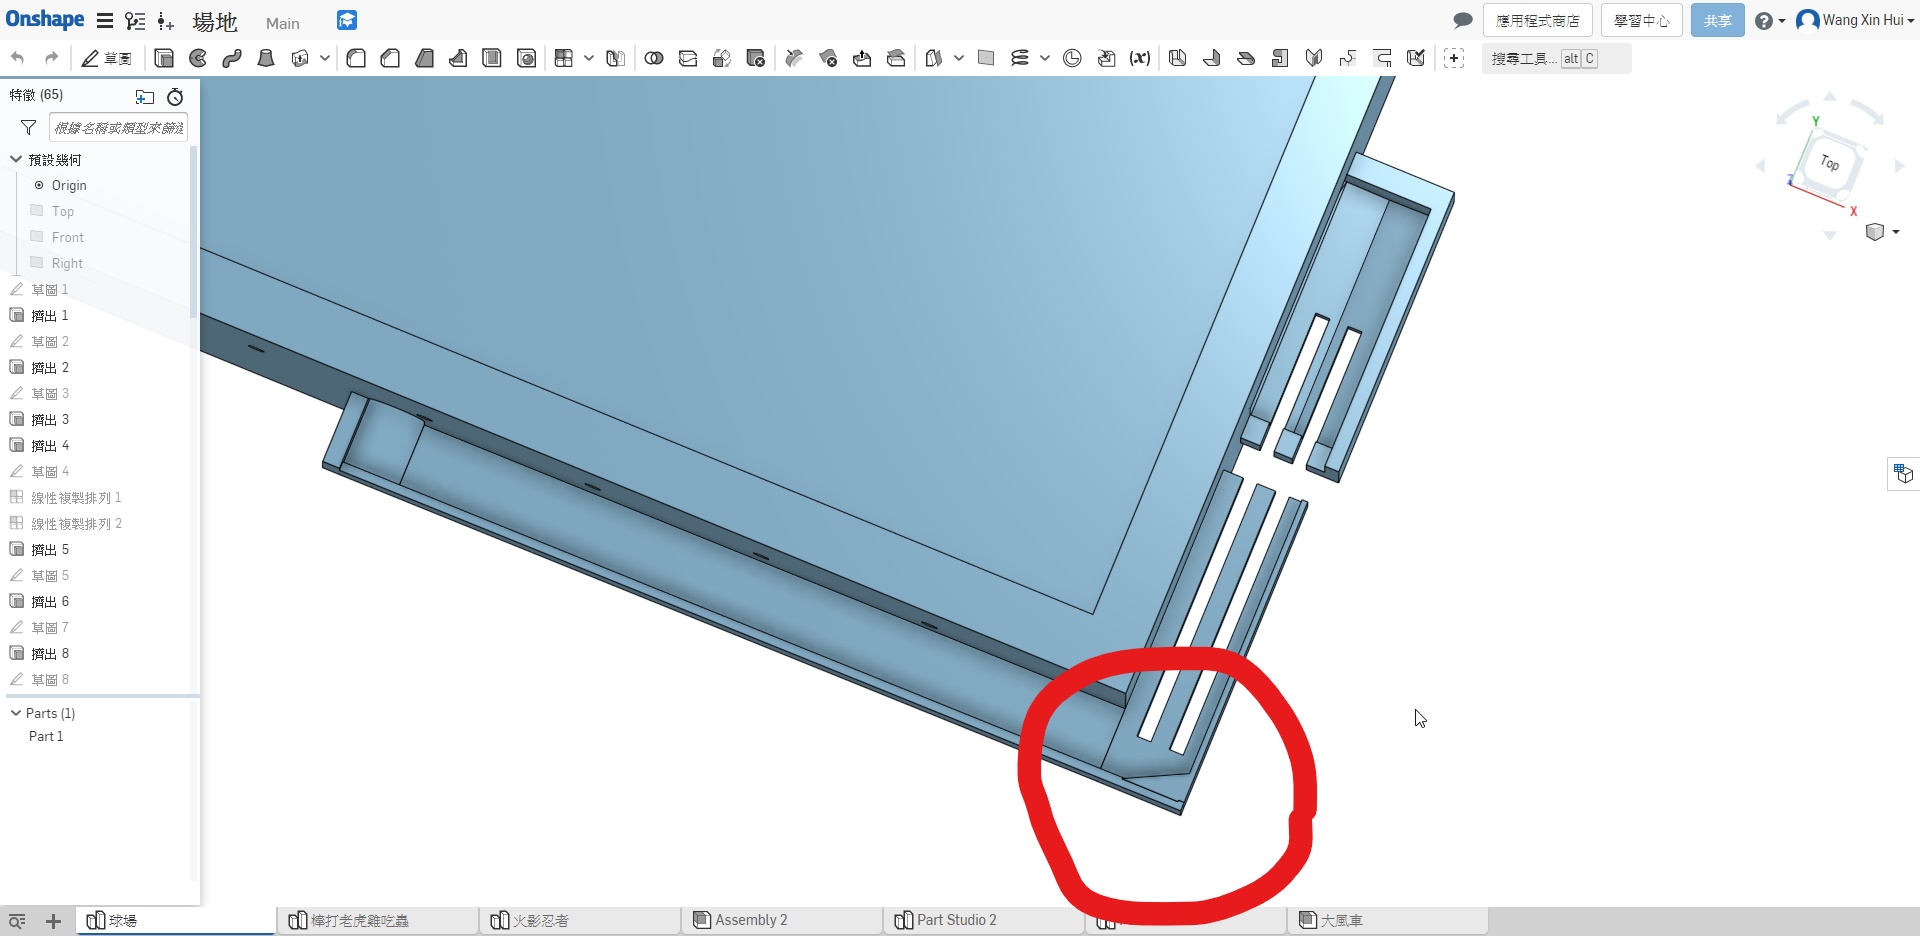 Onshape
場地
Main
應用程式商店
學習中心
共享
Wang Xin Hui
草圖
(x)
搜尋工具... alt C
特徵 (65)
根據名稱或類型來篩選
預設幾何
Origin
Top
Front
Right
草圖 1
擠出 1
草圖 2
擠出 2
草圖 3
擠出 3
擠出 4
草圖 4
線性複製排列 1
線性複製排列 2
擠出 5
草圖 5
擠出 6
草圖 7
擠出 8
草圖 8
Parts (1)
Part 1
Y
Top
Z
X
球場
棒打老虎雞吃蟲
火影忍者
Assembly 2
Part Studio 2
大風車